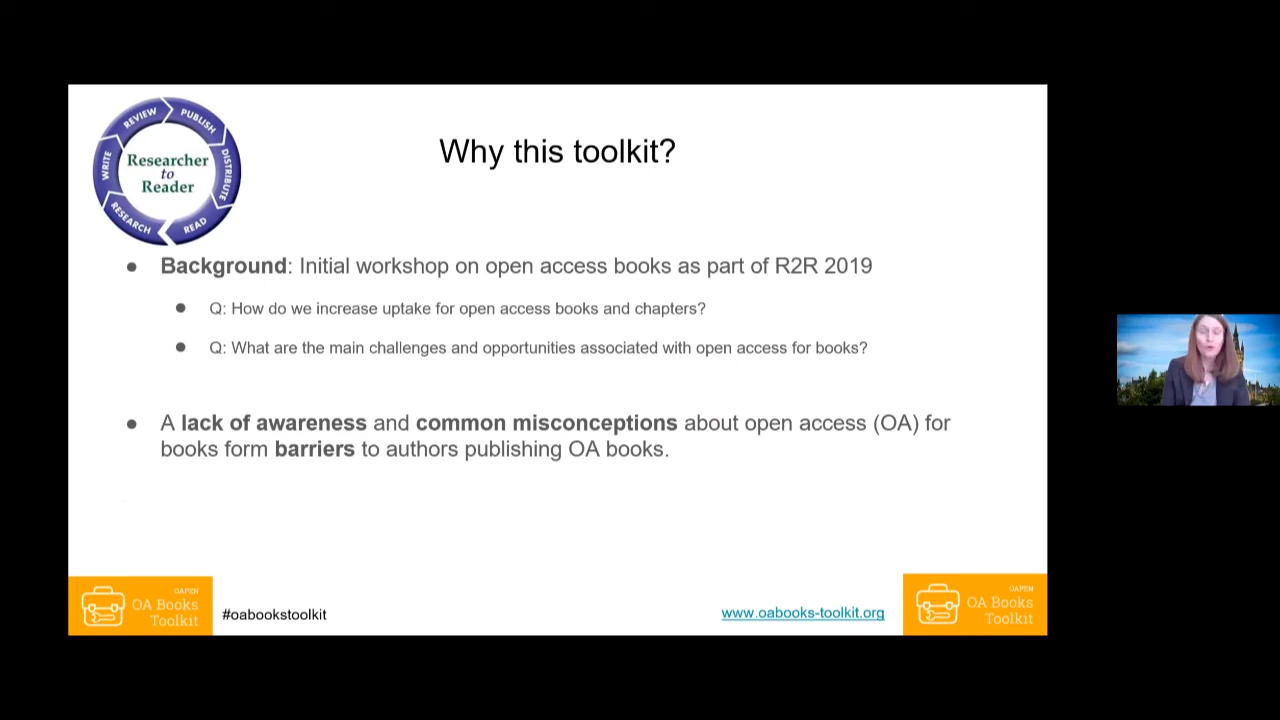 REVIEW
PUBLISH
DISTRIBUTE
READ
RESEARCH
WRITE
Researcher
to
Reader
Why this toolkit?
● Background: Initial workshop on open access books as part of R2R 2019
● Q: How do we increase uptake for open access books and chapters?
● Q: What are the main challenges and opportunities associated with open access for books?
● A lack of awareness and common misconceptions about open access (OA) for
books form barriers to authors publishing OA books.
OAPEN
OA Books
Toolkit
#oabookstoolkit
www.oabooks-toolkit.org
OAPEN
OA Books
Toolkit